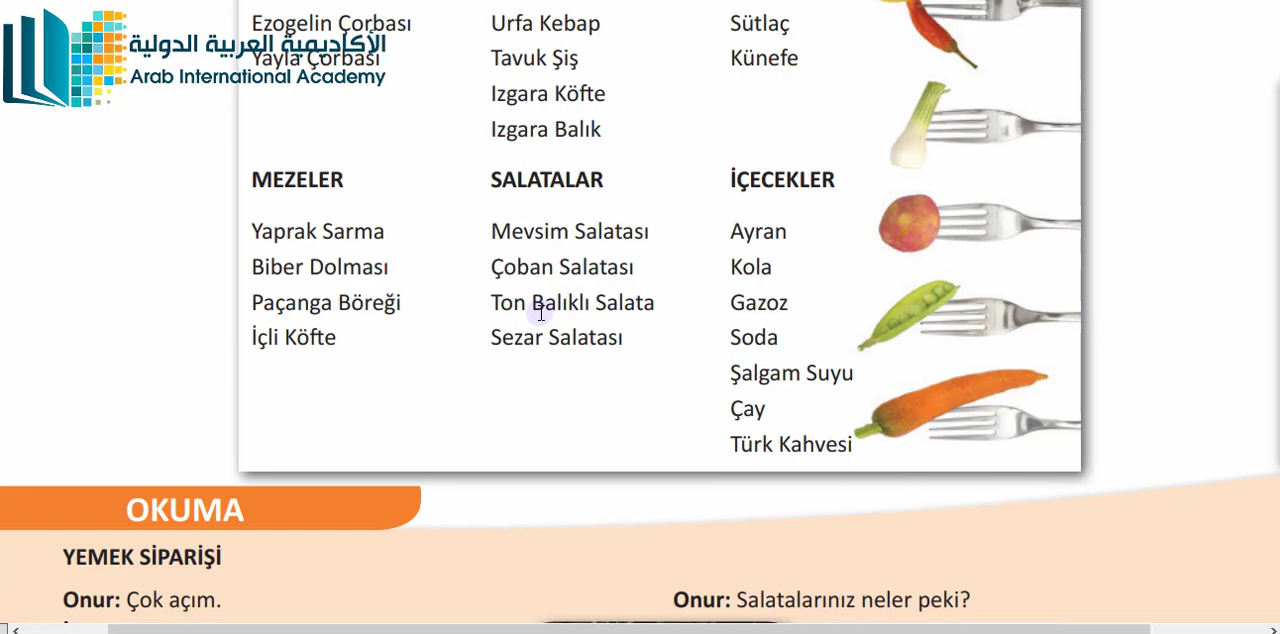 الأكاديمية العربية الدولية
Arab International Academy
Ezogelin Çorbası
Yayla Çorbası
Urfa Kebap
Tavuk Şiş
Izgara Köfte
Izgara Balık
Sütlaç
Künefe
MEZELER
Yaprak Sarma
Biber Dolması
Paçanga Böreği
İçli Köfte
SALATALAR
Mevsim Salatası
Çoban Salatası
Ton Balıklı Salata
Sezar Salatası
İÇECEKLER
Ayran
Kola
Gazoz
Soda
Şalgam Suyu
Çay
Türk Kahvesi
OKUMA
YEMEK SİPARİŞİ
Onur: Çok açım.
Onur: Salatalarınız neler peki?